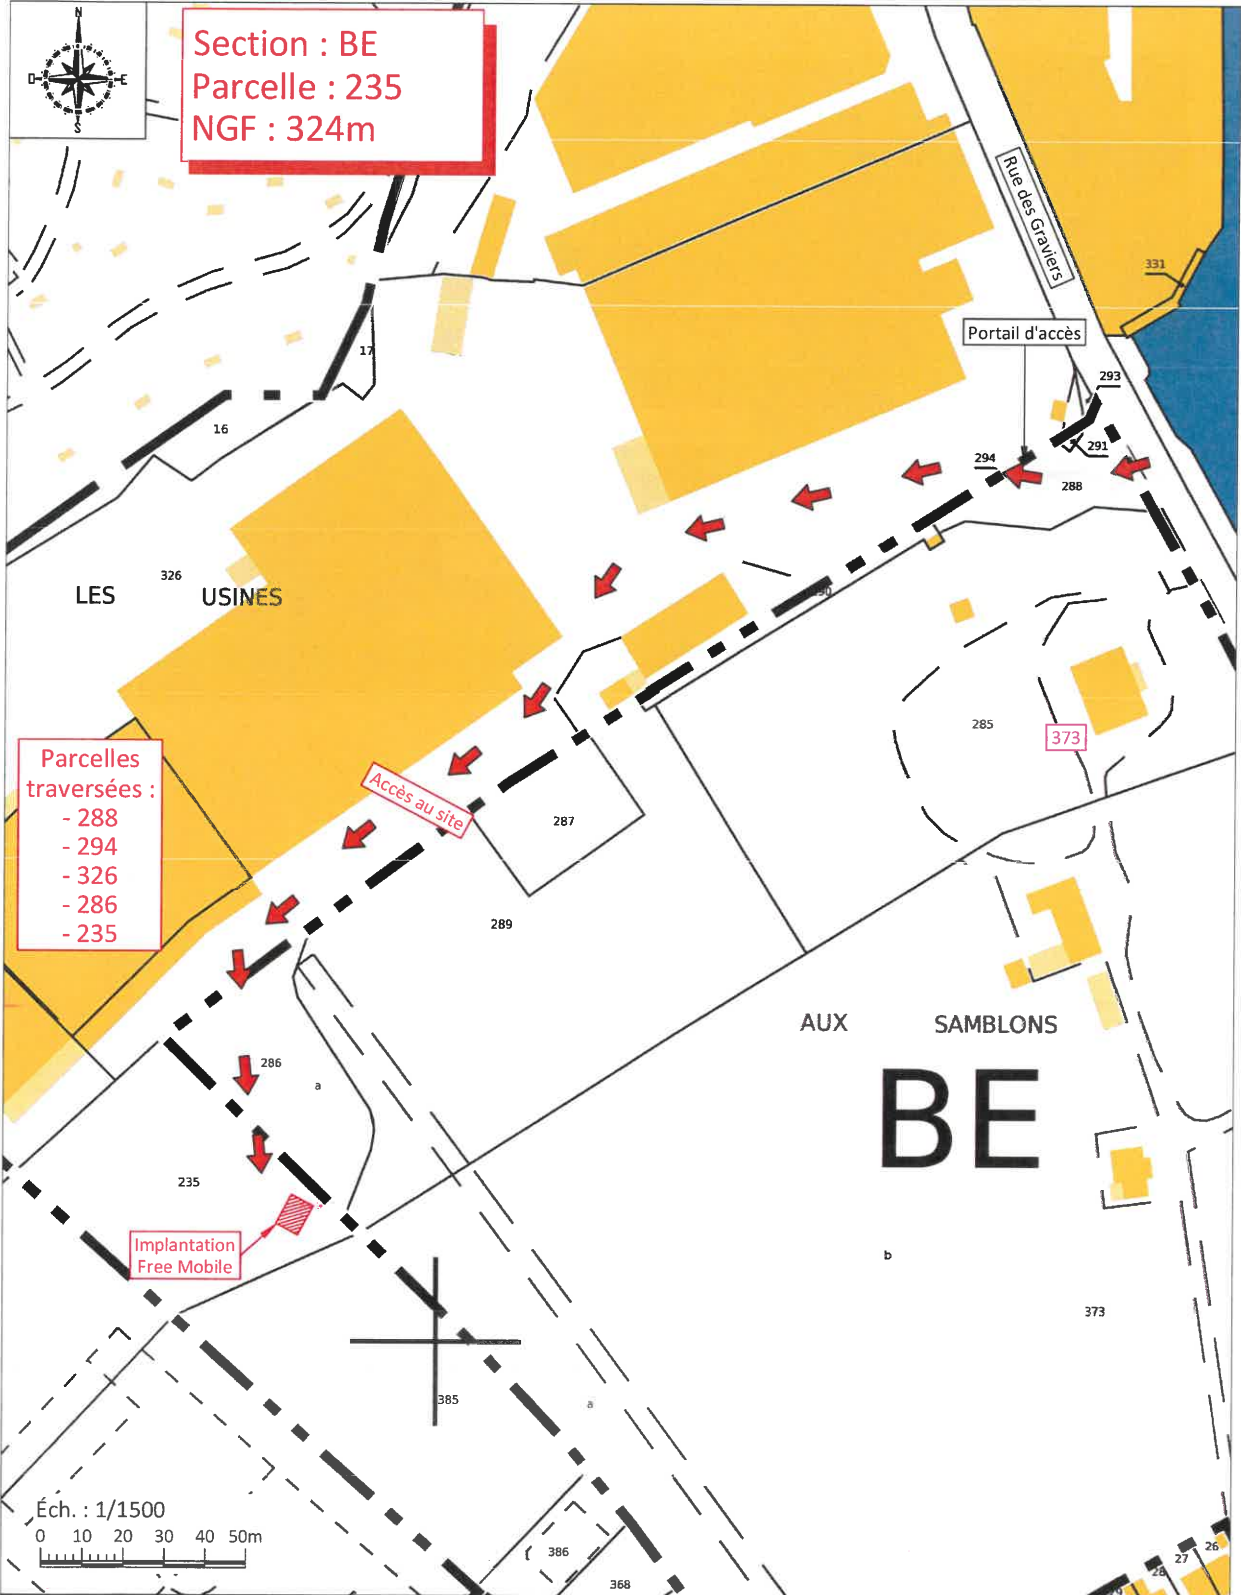 N
O
E
S
Section : BE
Parcelle : 235
NGF : 324m
Rue des Graviers
331
Portail d'accès
17
293
16
291
294
288
326
LES USINES
285
373
Parcelles
traversées :
- 288
- 294
- 326
- 286
- 235
Accès au site
287
289
AUX SAMBLONS
286
a
BE
235
Implantation
Free Mobile
b
373
385
a
Éch. : 1/1500
0 10 20 30 40 50m
386
368
26
27
28